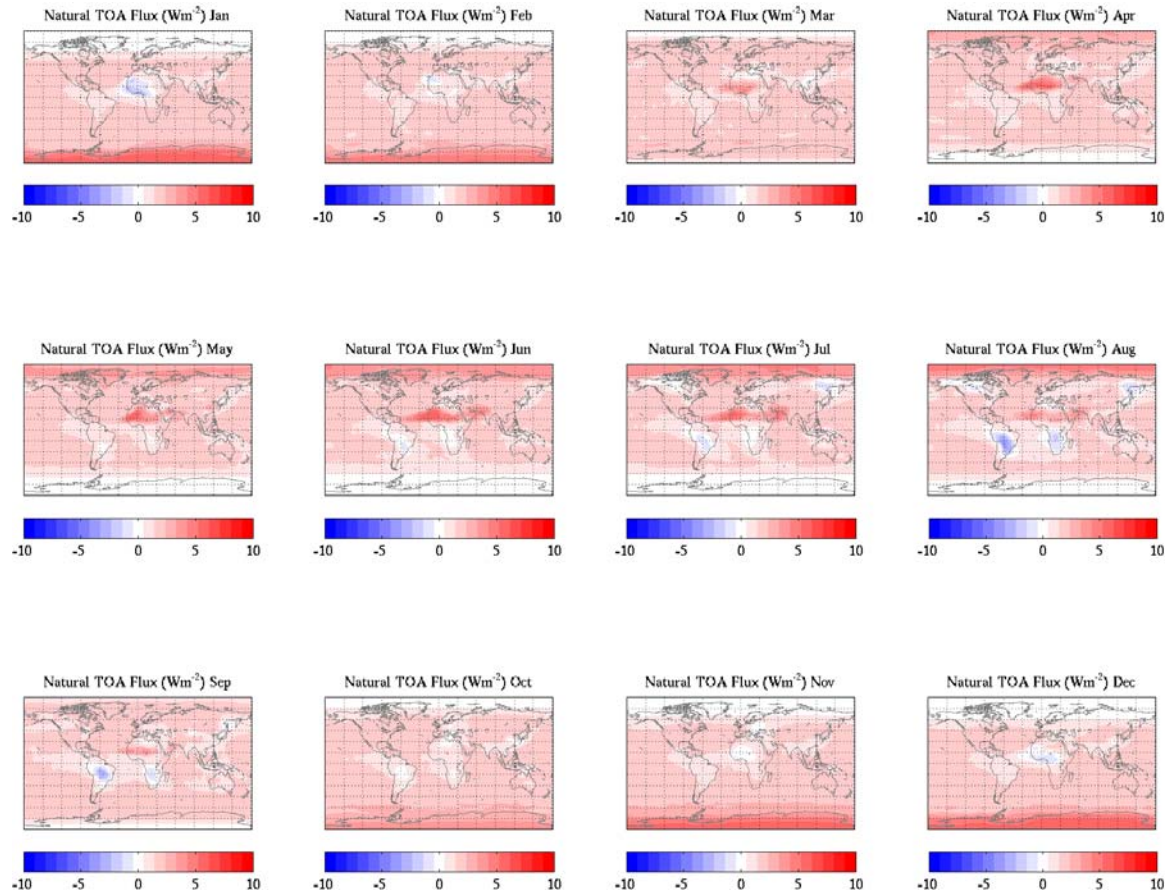 Natural TOA Flux (Wm-2) Jan
Natural TOA Flux (Wm-2) Feb
Natural TOA Flux (Wm-2) Mar
Natural TOA Flux (Wm-2) Apr
-10 -5 0 5 10
-10 -5 0 5 10
-10 -5 0 5 10
-10 -5 0 5 10
Natural TOA Flux (Wm-2) May
Natural TOA Flux (Wm-2) Jun
Natural TOA Flux (Wm-2) Jul
Natural TOA Flux (Wm-2) Aug
-10 -5 0 5 10
-10 -5 0 5 10
-10 -5 0 5 10
-10 -5 0 5 10
Natural TOA Flux (Wm-2) Sep
Natural TOA Flux (Wm-2) Oct
Natural TOA Flux (Wm-2) Nov
Natural TOA Flux (Wm-2) Dec
-10 -5 0 5 10
-10 -5 0 5 10
-10 -5 0 5 10
-10 -5 0 5 10